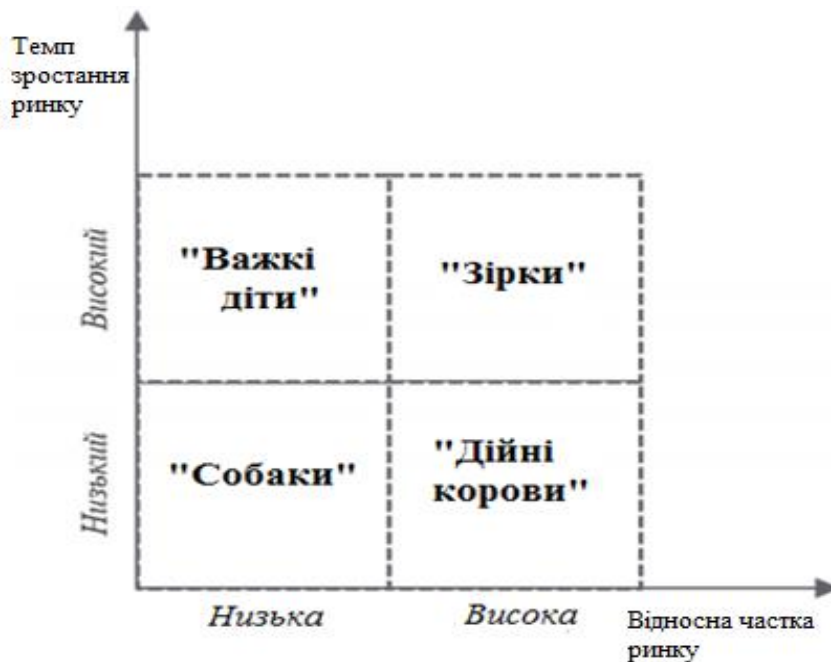 Темп
зростання
ринку
Високий
"Важкі
діти"
"Зірки"
Низький
"Собаки"
"Дійні
корови"
Низька
Висока
Відносна частка
ринку